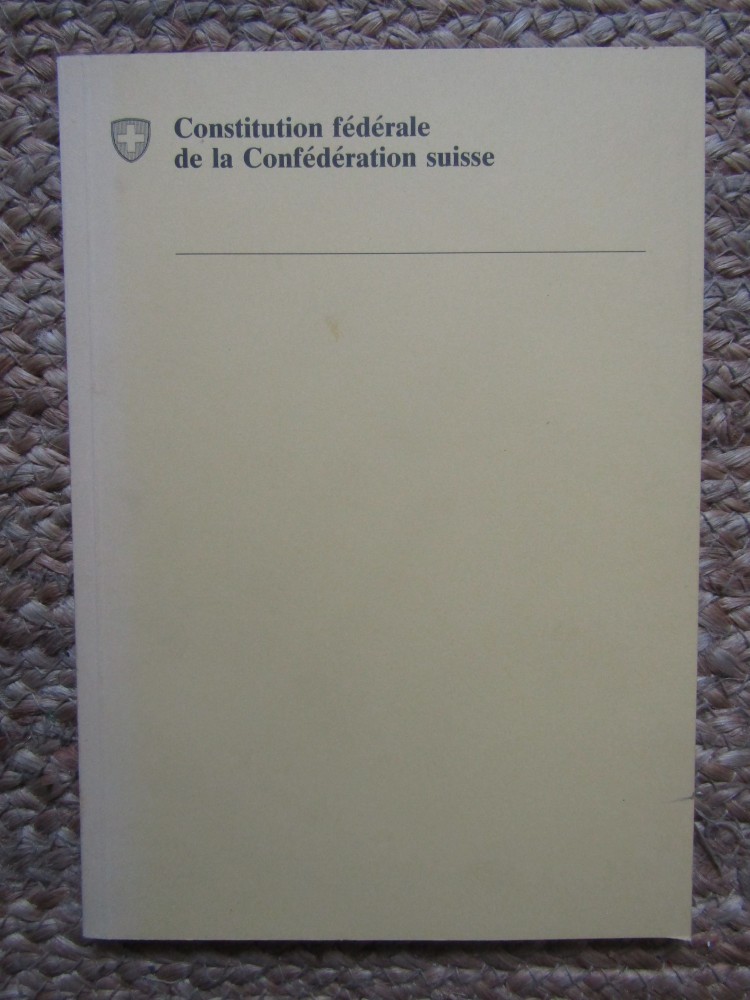 Constitution fédérale
de la Confédération suisse